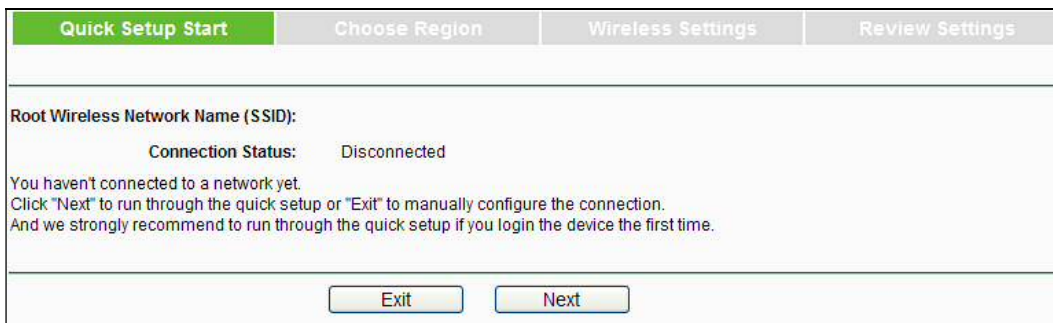 Quick Setup Start Choose Region Wireless Settings Review Settings
Root Wireless Network Name (SSID):
Connection Status: Disconnected
You haven't connected to a network yet.
Click "Next" to run through the quick setup or "Exit" to manually configure the connection.
And we strongly recommend to run through the quick setup if you login the device the first time.
Exit Next